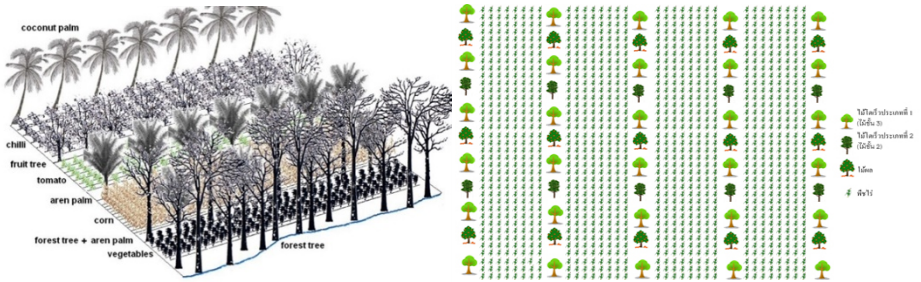 coconut palm
chilli
fruit tree
tomato
aren palm
corn
forest tree + aren palm
vegetables
forest tree
ไม้โตเร็วประเภทที่ 1
(ไม้ชั้น 3)
ไม้โตเร็วประเภทที่ 2
(ไม้ชั้น 2)
ไม้ผล
พืชไร่